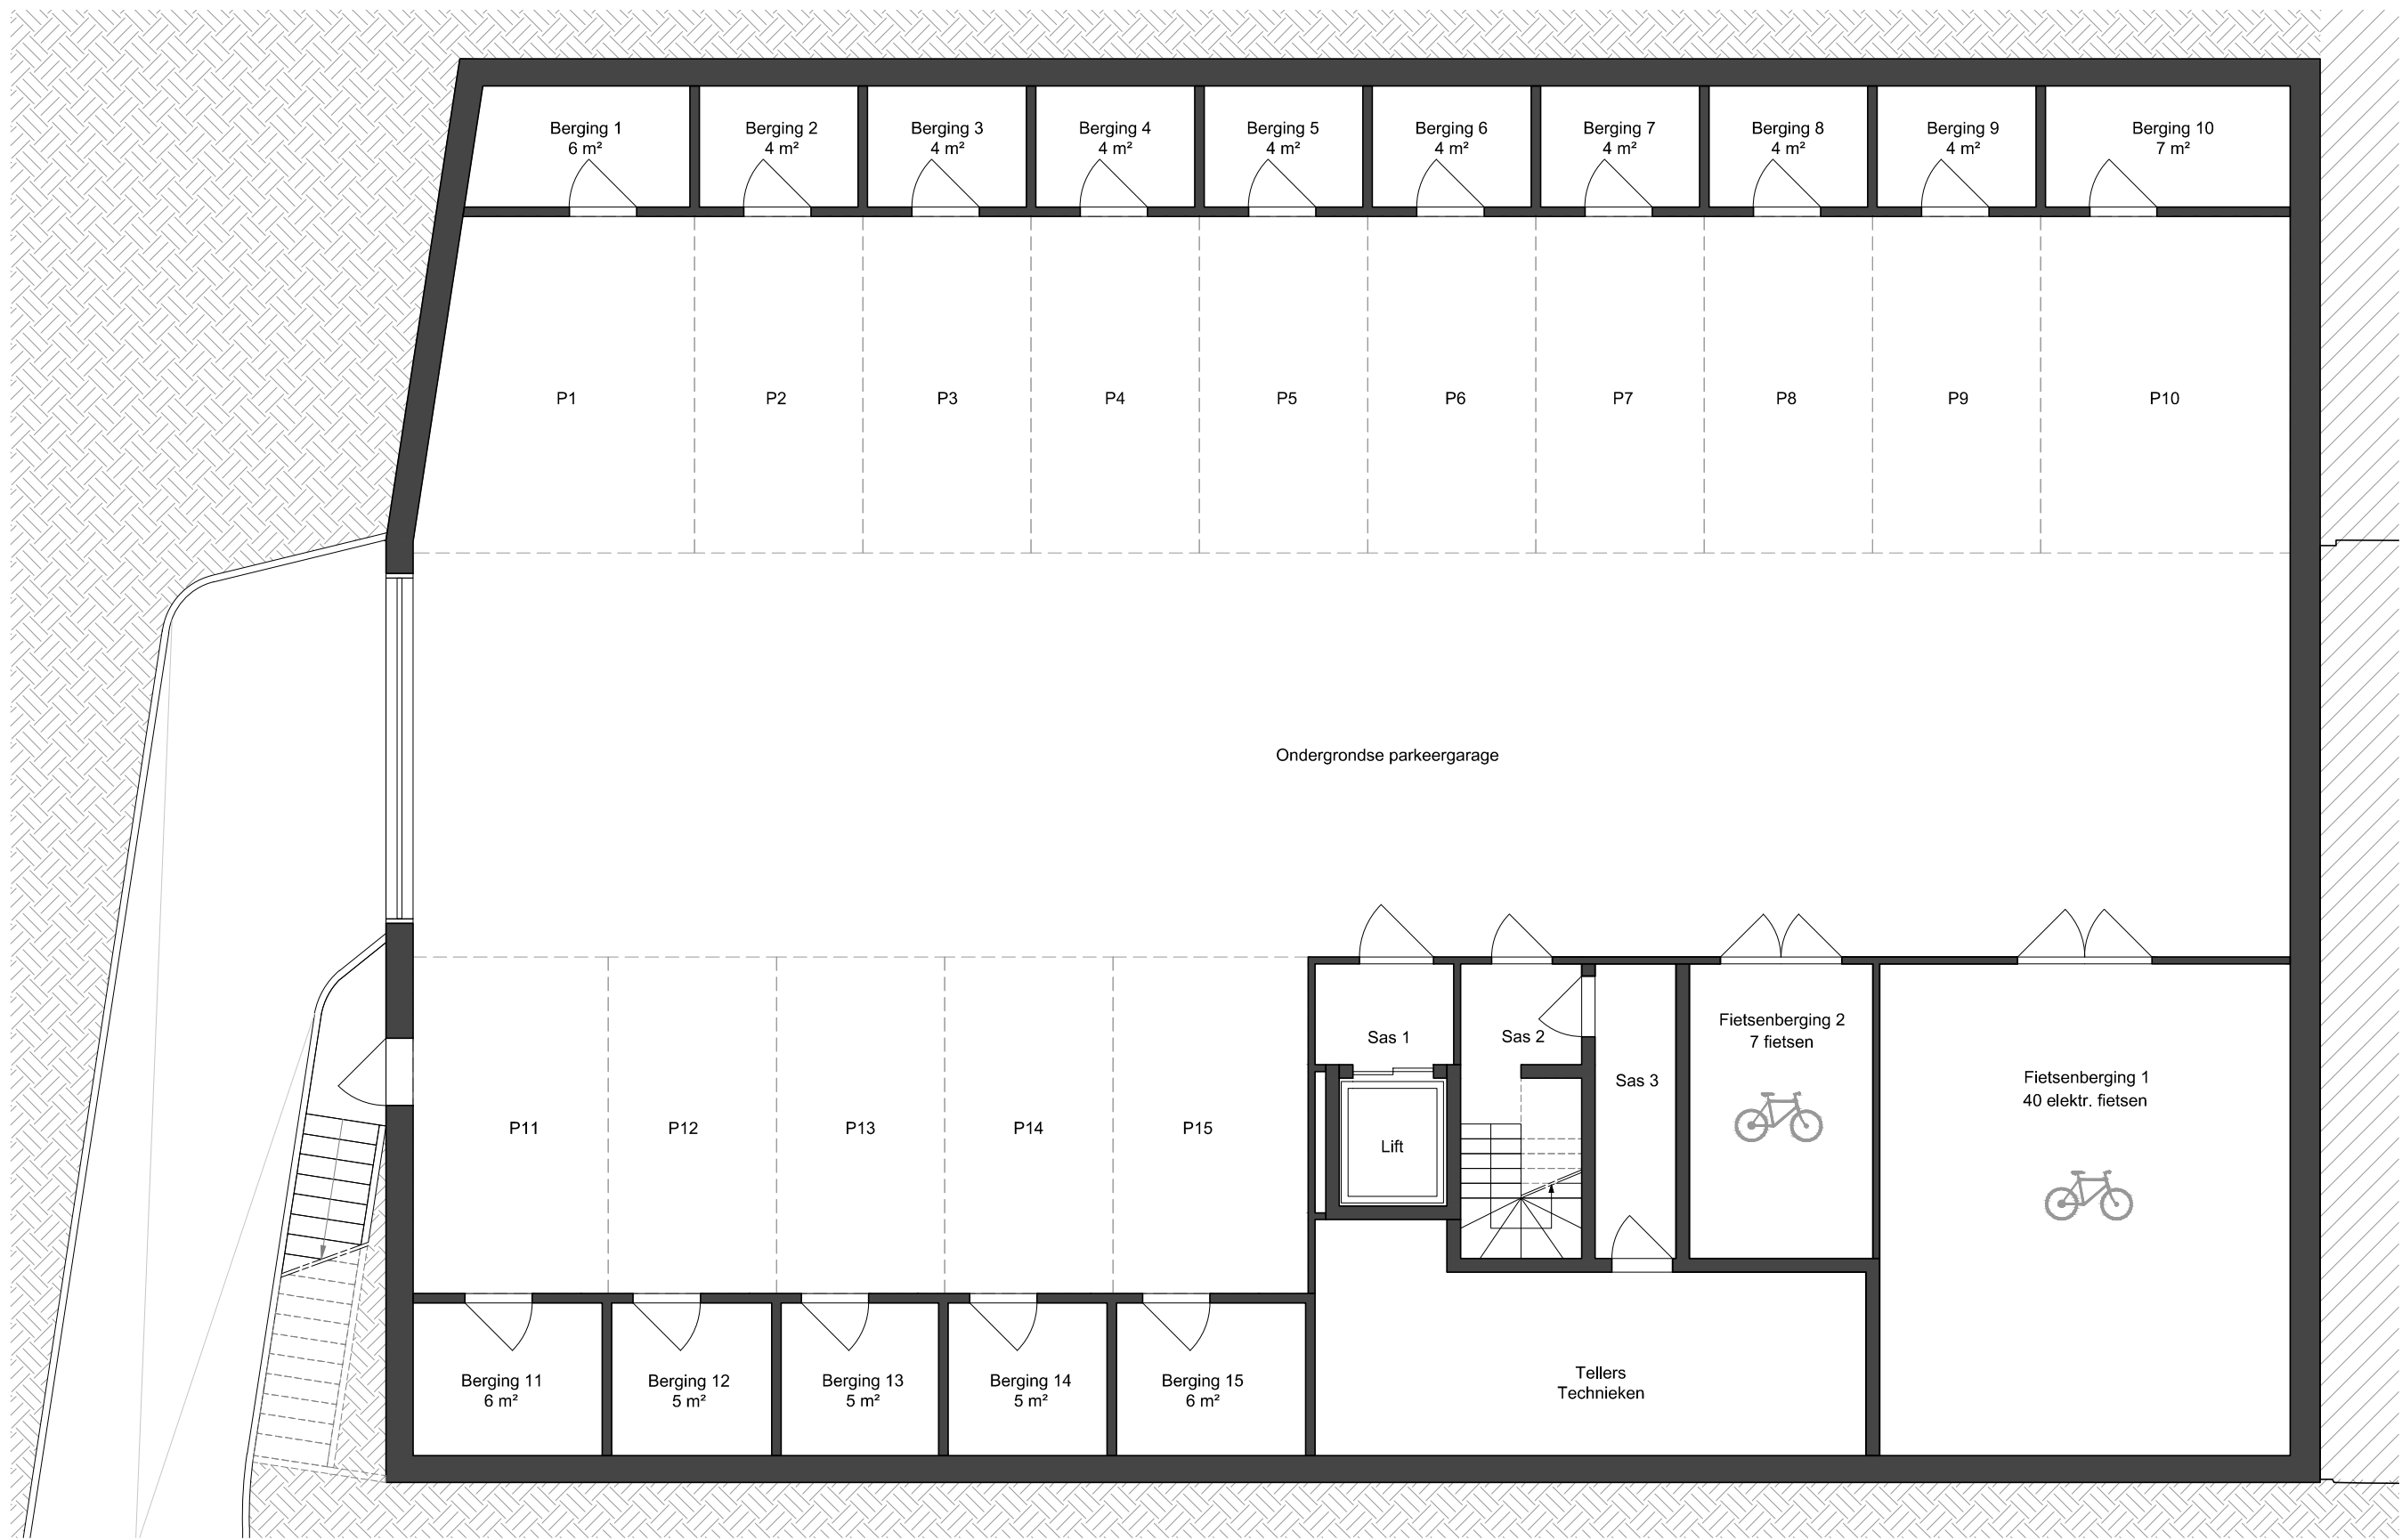 Berging 1
6 m²
Berging 2
4 m²
Berging 3
4 m²
Berging 4
4 m²
Berging 5
4 m²
Berging 6
4 m²
Berging 7
4 m²
Berging 8
4 m²
Berging 9
4 m²
Berging 10
7 m²
P1
P2
P3
P4
P5
P6
P7
P8
P9
P10
Ondergrondse parkeergarage
Sas 1
Sas 2
Sas 3
Fietsenberging 2
7 fietsen
Fietsenberging 1
40 elektr. fietsen
P11
P12
P13
P14
P15
Lift
Berging 11
6 m²
Berging 12
5 m²
Berging 13
5 m²
Berging 14
5 m²
Berging 15
6 m²
Tellers
Technieken